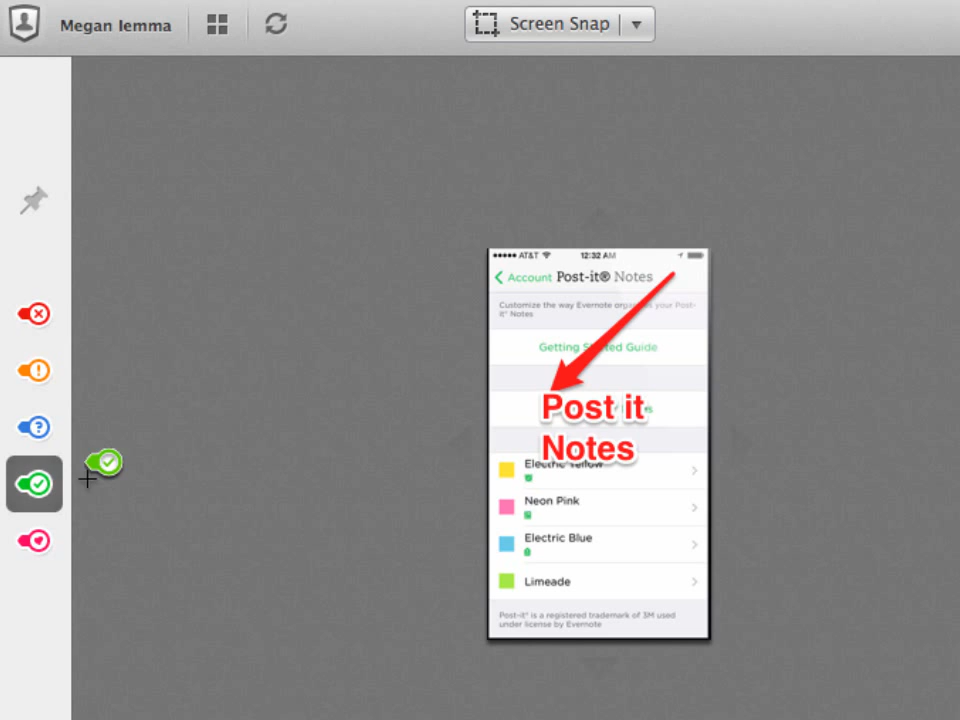 Megan Iemma
Screen Snap
AT&T 12:32 AM
Account Post-it® Notes
Customize the way Evernote your Post-
it® Notes
Getting Guide
Post it
Notes
Electric Yellow
Neon Pink
Electric Blue
Limeade
Post-it® is a registered trademark of 3M used
under license by Evernote